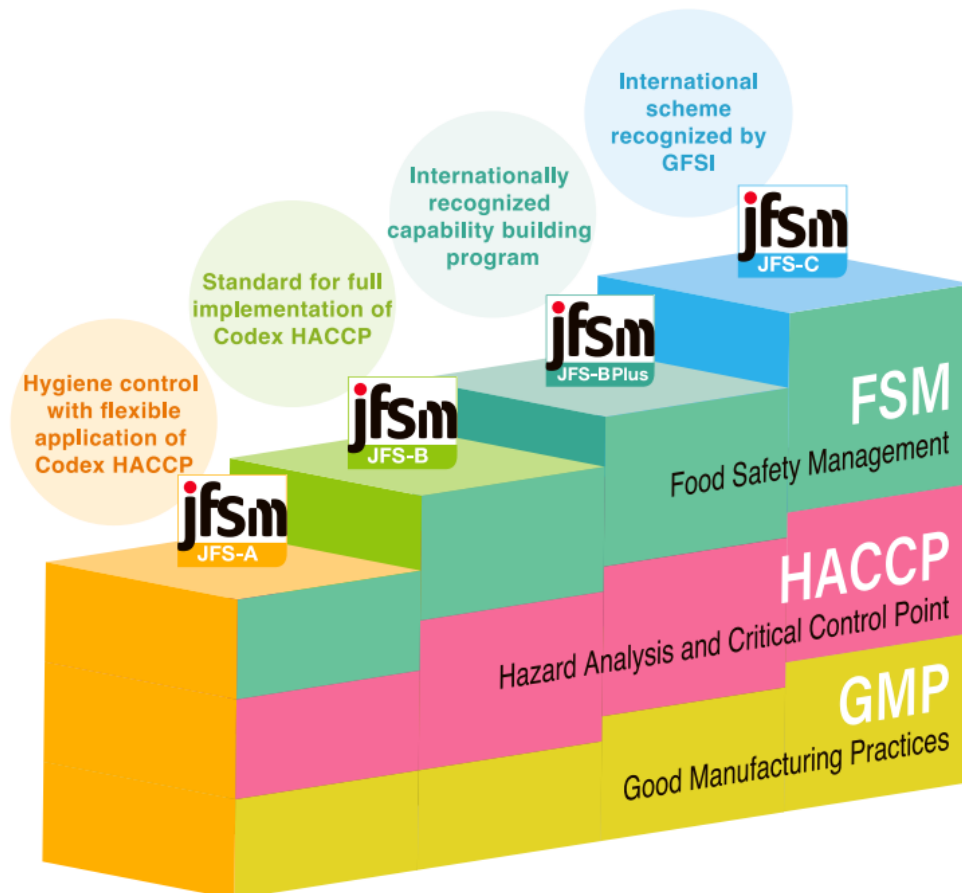 International
scheme
recognized by
GFSI
jfsm
JFS-C
Internationally
recognized
capability building
program
jfsm
JFS-BPlus
Standard for full
implementation of
Codex HACCP
jfsm
JFS-B
Hygiene control
with flexible
application of
Codex HACCP
jfsm
JFS-A
FSM
Food Safety Management
HACCP
Hazard Analysis and Critical Control Point
GMP
Good Manufacturing Practices